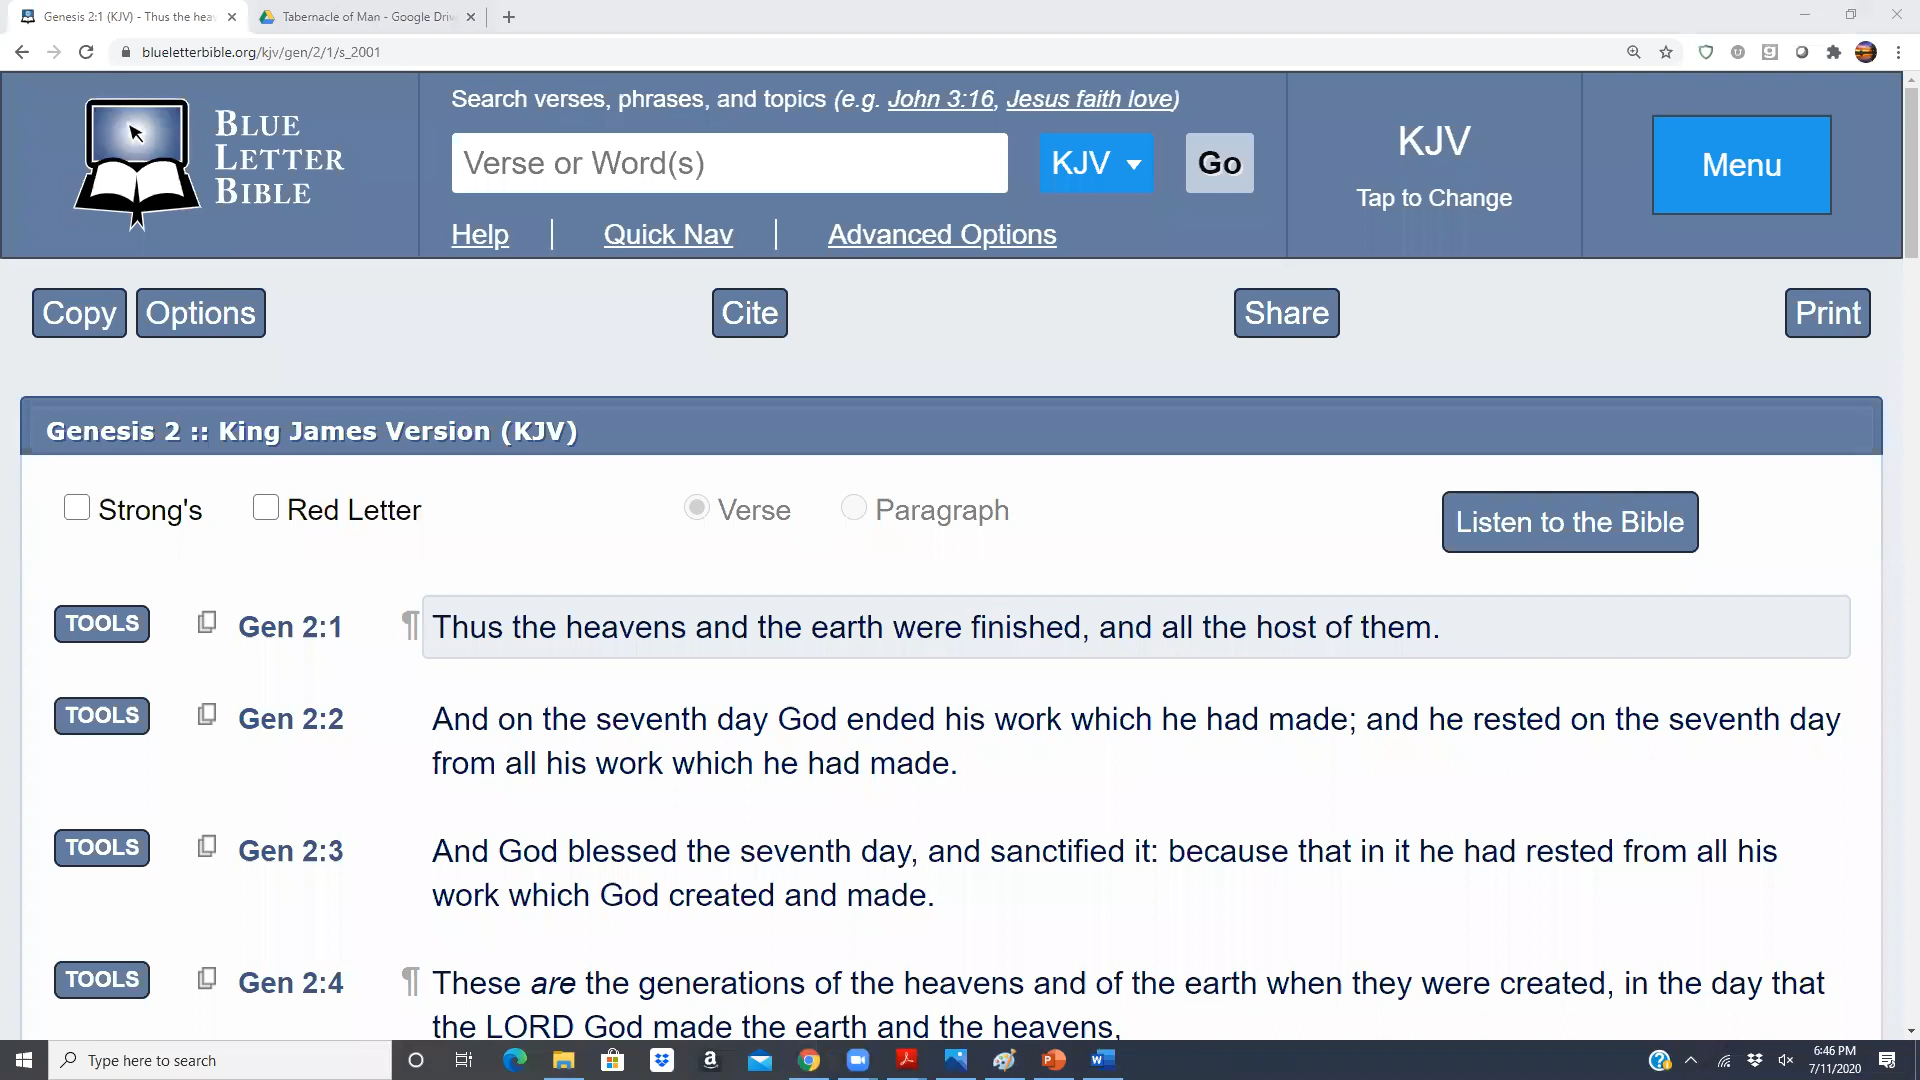 Genesis 2:1 (KJV) - Thus the hea
Tabernacle of Man - Google Driv
blueletterbible.org/kjv/gen/2/1/s_2001
BLUE
LETTER
BIBLE
Search verses, phrases, and topics (e.g. John 3:16, Jesus faith love)
Verse or Word(s)
KJV
Go
Help
Quick Nav
Advanced Options
KJV
Tap to Change
Menu
Copy
Options
Cite
Share
Print
Genesis 2 :: King James Version (KJV)
Strong's
Red Letter
Verse
Paragraph
Listen to the Bible
TOOLS Gen 2:1 ¶ Thus the heavens and the earth were finished, and all the host of them.
TOOLS Gen 2:2 And on the seventh day God ended his work which he had made; and he rested on the seventh day
from all his work which he had made.
TOOLS Gen 2:3 And God blessed the seventh day, and sanctified it: because that in it he had rested from all his
work which God created and made.
TOOLS Gen 2:4 ¶ These are the generations of the heavens and of the earth when they were created, in the day that
the LORD God made the earth and the heavens,
Type here to search
6:46 PM
7/11/2020